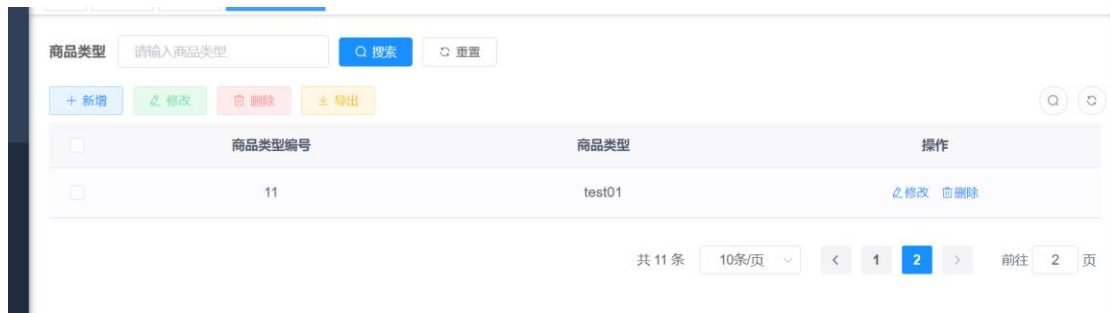 商品类型 请输入商品类型 搜索 重置
+ 新增 修改 删除 导出
商品类型编号 商品类型 操作
11 test01 修改 删除
共 11 条 10条/页 < 1 2 > 前往 2 页